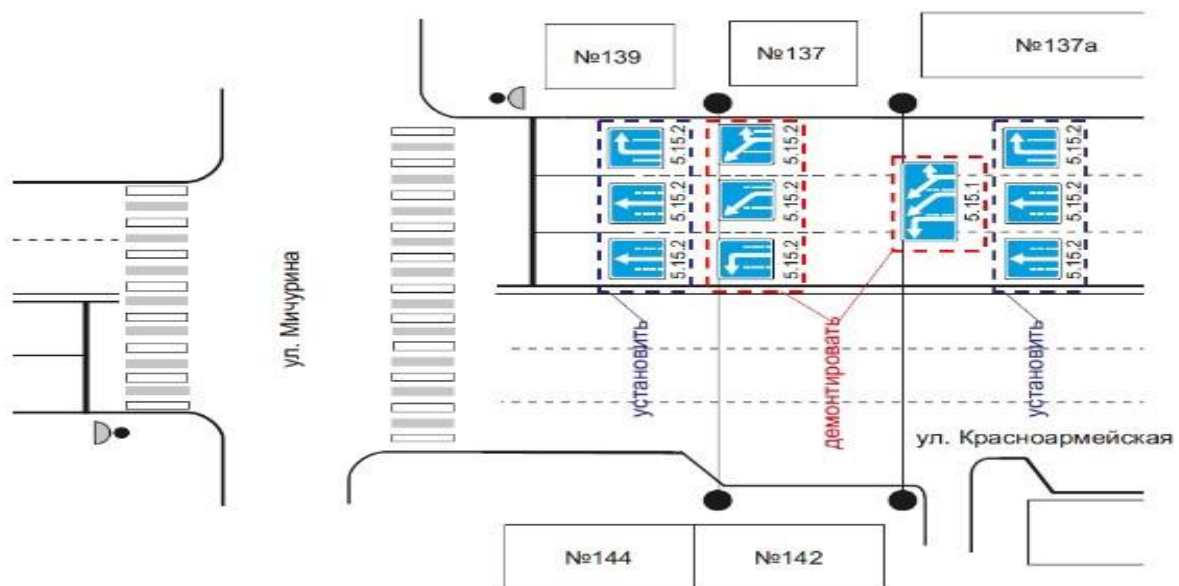 №139
№137
№137а
5.15.2
5.15.2
5.15.2
5.15.2
5.15.2
5.15.2
5.15.1
5.15.2
5.15.2
5.15.2
ул. Мичурина
установить
демонтировать
установить
ул. Красноармейская
№144
№142